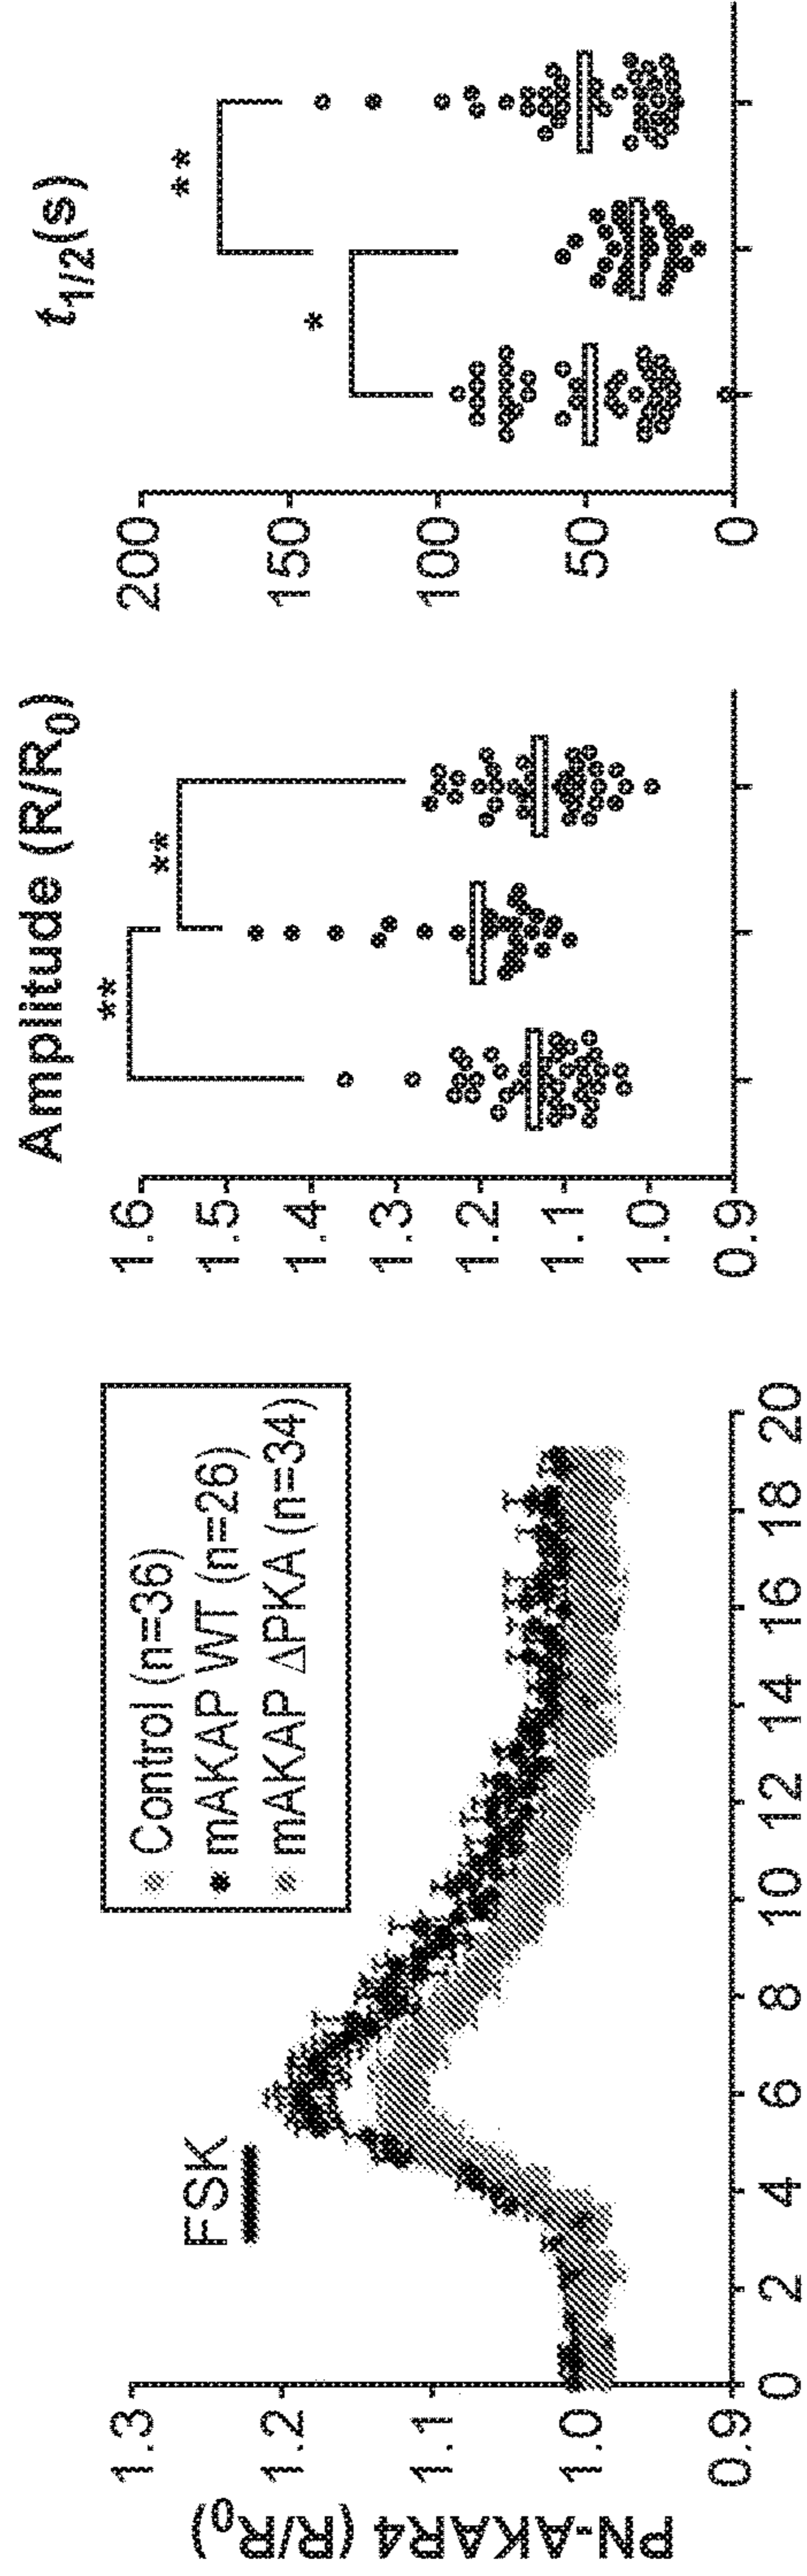 PN-AKAR4 (R/R0)
1.3
1.2
1.1
1.0
0.9
FSK
Control (n=36)
mAKAP WT (n=26)
mAKAP ΔPKA (n=34)
0 2 4 6 8 10 12 14 16 18 20
Amplitude (R/R0)
1.6
1.5
1.4
1.3
1.2
1.1
1.0
0.9
**
**
t1/2(s)
200
150
100
50
0
*
**